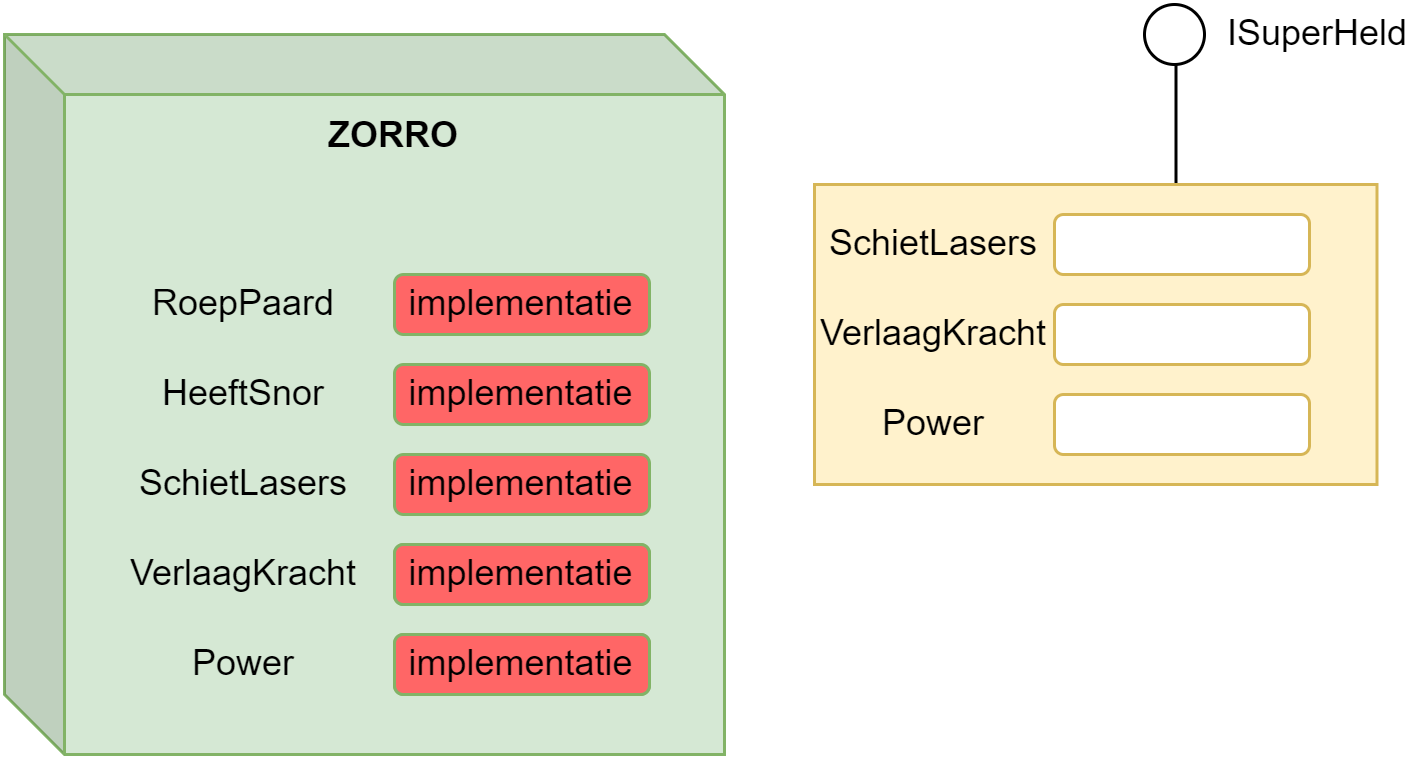 ZORRO
RoepPaard implementatie
HeeftSnor implementatie
SchietLasers implementatie
VerlaagKracht implementatie
Power implementatie
ISuperHeld
SchietLasers
VerlaagKracht
Power